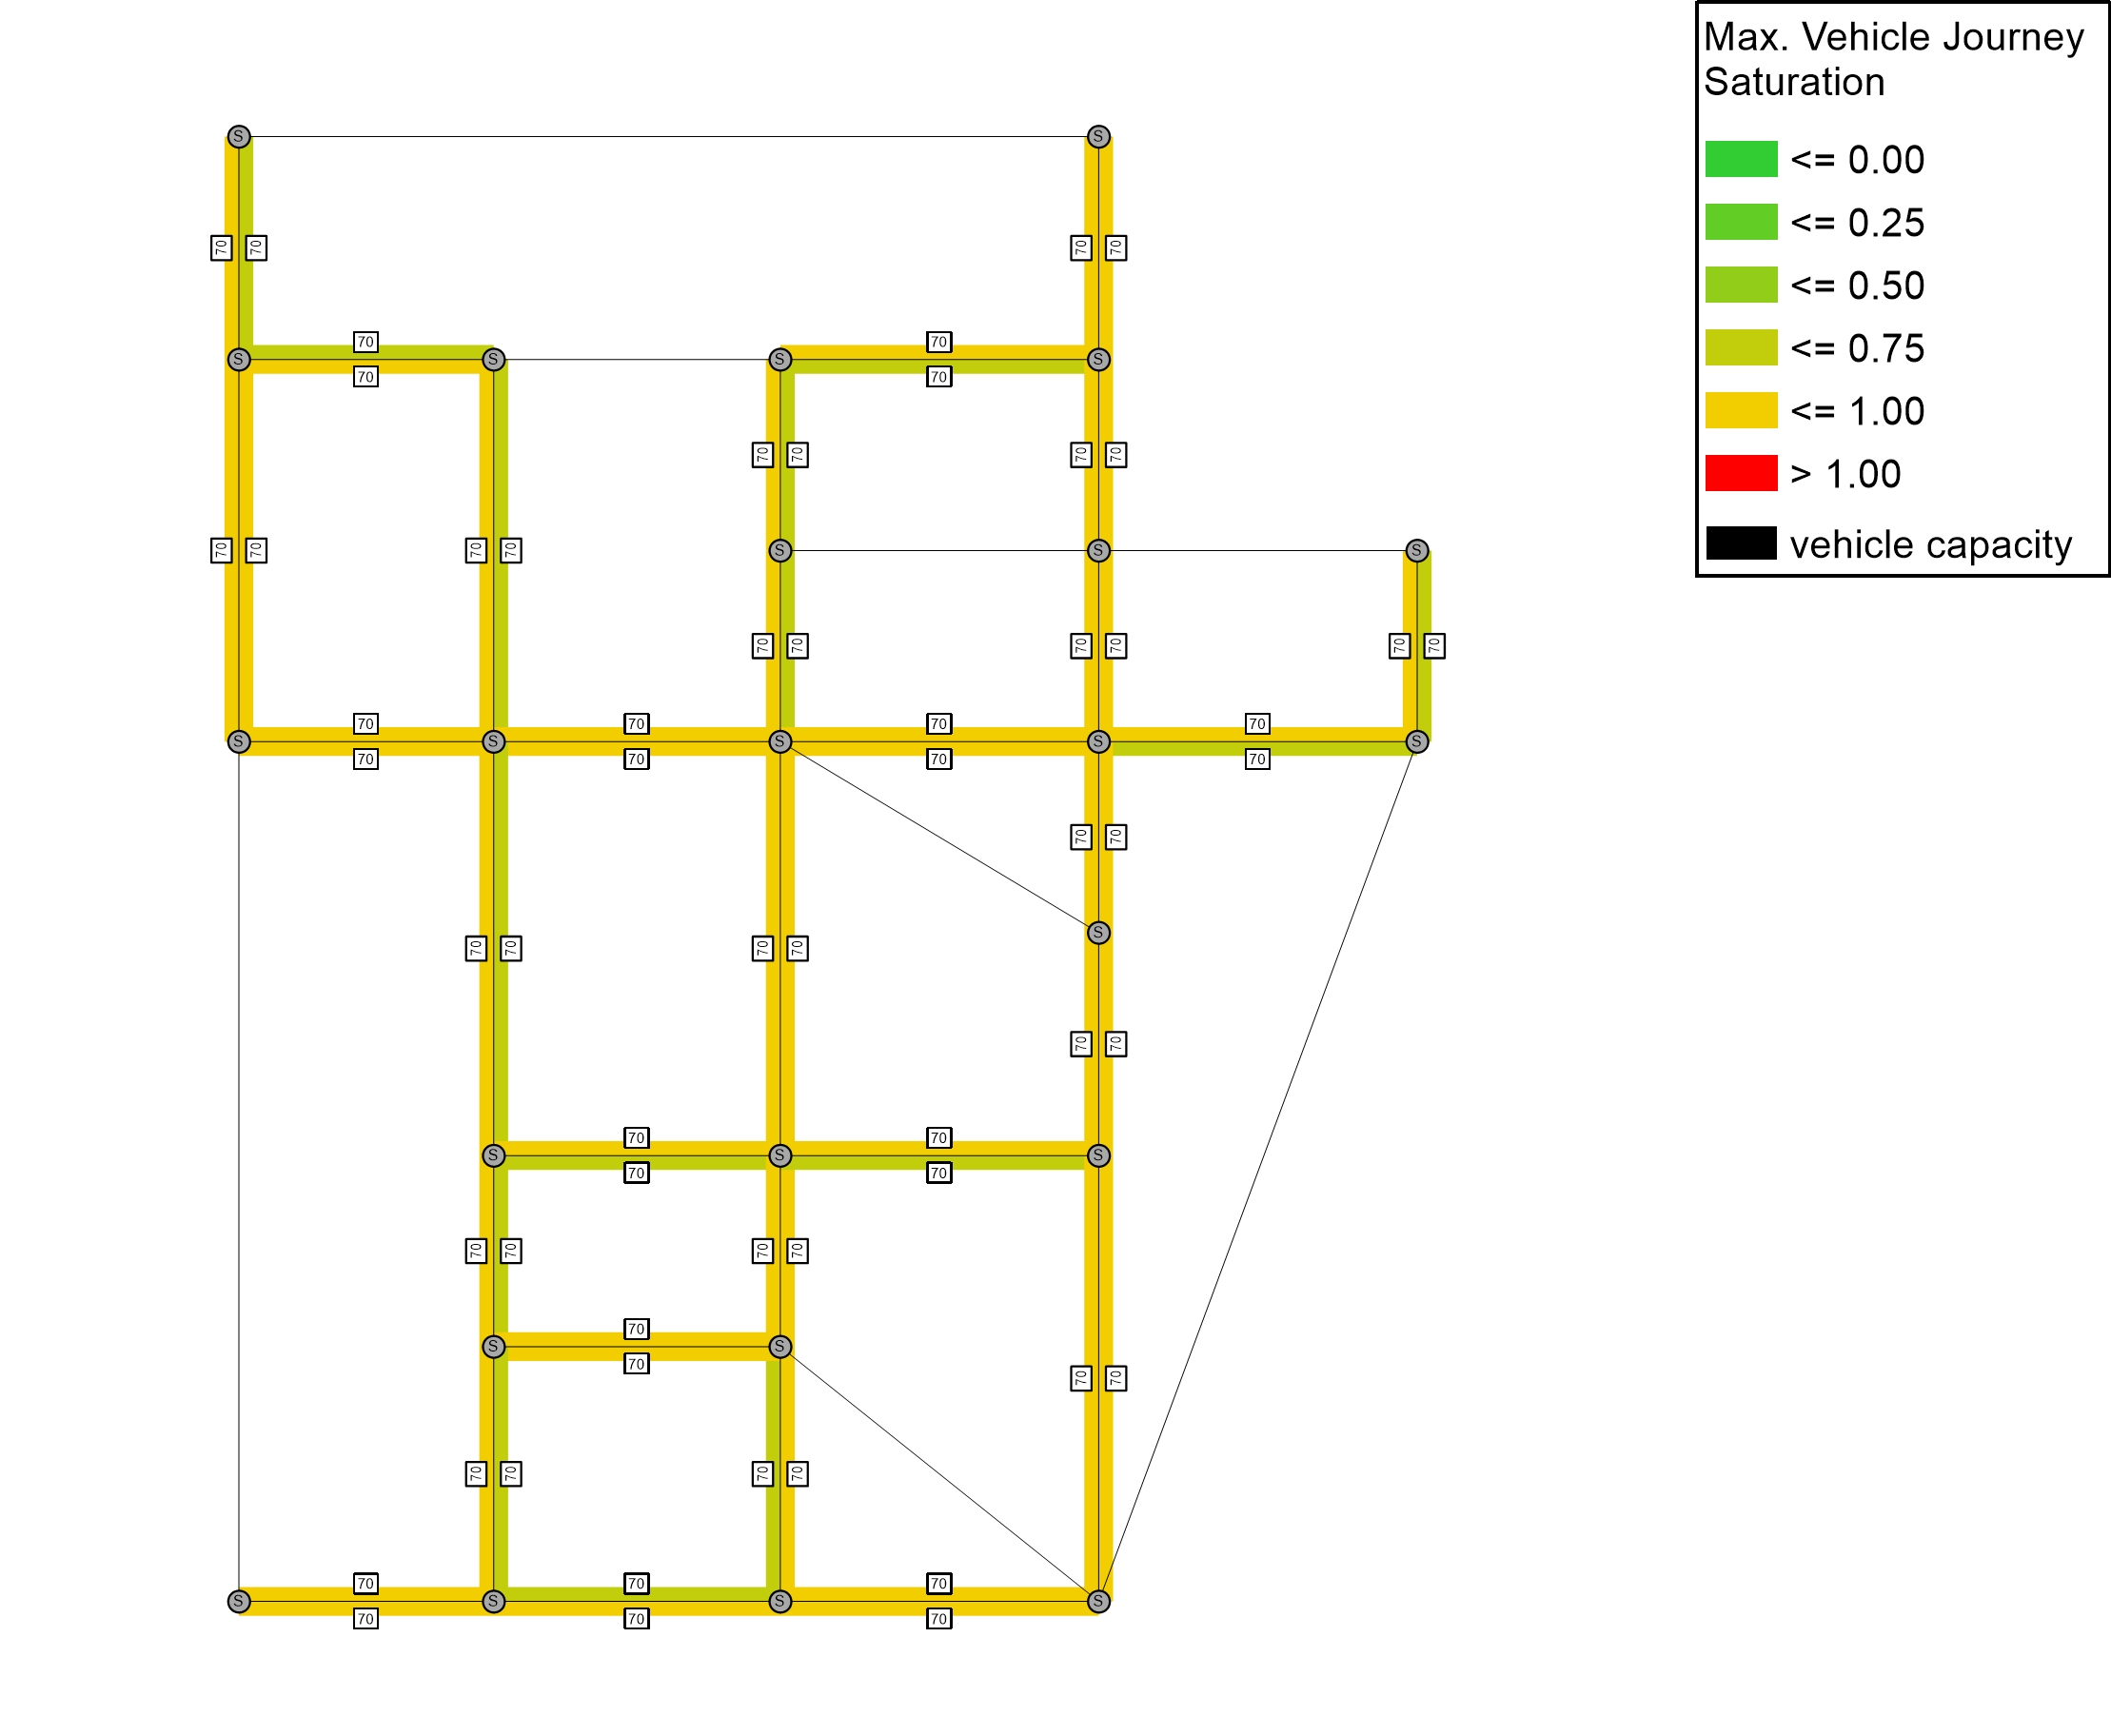 Max. Vehicle Journey
Saturation
<= 0.00
<= 0.25
<= 0.50
<= 0.75
<= 1.00
> 1.00
vehicle capacity
S S
70 70 70 70
70 70
S S S S
70 70
70 70 70 70
70 70 70 70 S S S
70 70 70 70 70 70
70 70 70 70
S S S S S
70 70 70 70
70 70
S
70 70 70 70
70 70
70 70
S S S
70 70
70 70 70 70
70
S S
70
70 70
70 70 70 70
70 70 70
S S S S
70 70 70